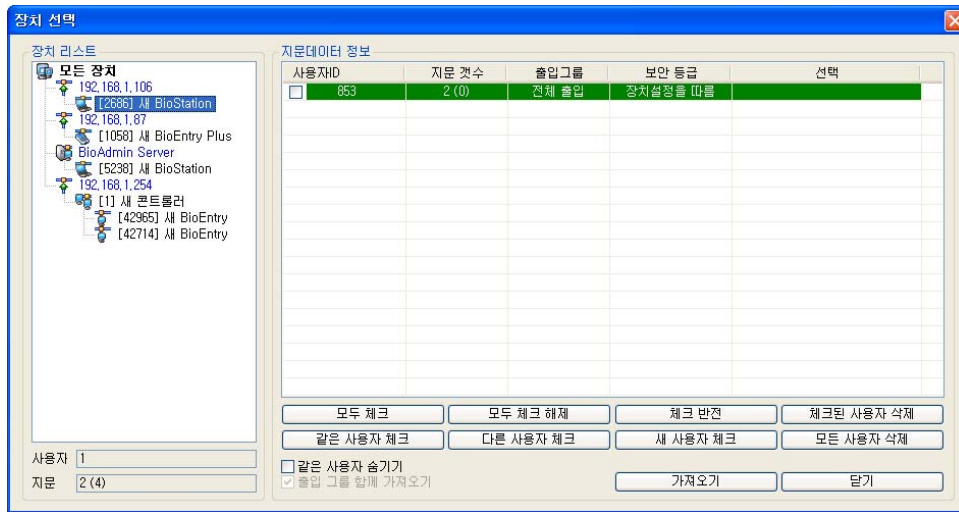 장치 선택
장치 리스트
모든 장치
192,168,1,106
[2686] 새 BioStation
192,168,1,87
[1058] 새 BioEntry Plus
BioAdmin Server
[5238] 새 BioStation
192,168,1,254
[1] 새 콘트롤러
[42965] 새 BioEntry
[42714] 새 BioEntry
사용자 1
지문 2 (4)
지문데이터 정보
사용자ID 지문 갯수 출입그룹 보안 등급 선택
853 2 (0) 전체 출입 장치설정을 따름
모두 체크 모두 체크 해제 체크 반전 체크된 사용자 삭제
같은 사용자 체크 다른 사용자 체크 새 사용자 체크 모든 사용자 삭제
같은 사용자 숨기기
출입 그룹 함께 가져오기
가져오기 닫기